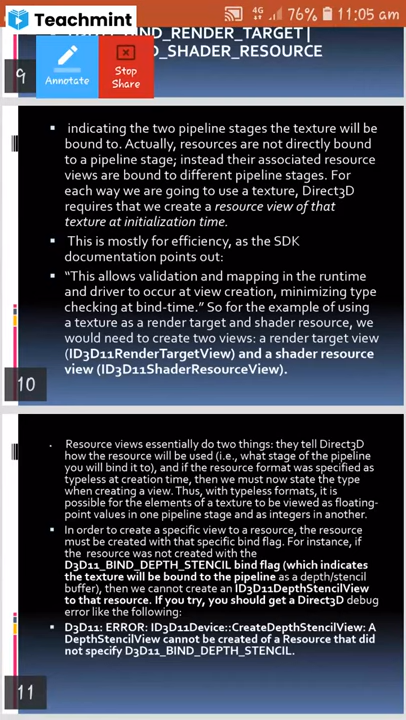 Teachmint
4G 76% 11:05 am
BIND_RENDER_TARGET |
D_SHADER_RESOURCE
Annotate
Stop
Share
9
▪ indicating the two pipeline stages the texture will be
bound to. Actually, resources are not directly bound
to a pipeline stage; instead their associated resource
views are bound to different pipeline stages. For
each way we are going to use a texture, Direct3D
requires that we create a resource view of that
texture at initialization time.
▪ This is mostly for efficiency, as the SDK
documentation points out:
▪ “This allows validation and mapping in the runtime
and driver to occur at view creation, minimizing type
checking at bind-time.” So for the example of using
a texture as a render target and shader resource, we
would need to create two views: a render target view
(ID3D11RenderTargetView) and a shader resource
view (ID3D11ShaderResourceView).
10
▪ Resource views essentially do two things: they tell Direct3D
how the resource will be used (i.e., what stage of the pipeline
you will bind it to), and if the resource format was specified as
typeless at creation time, then we must now state the type
when creating a view. Thus, with typeless formats, it is
possible for the elements of a texture to be viewed as floating-
point values in one pipeline stage and as integers in another.
▪ In order to create a specific view to a resource, the resource
must be created with that specific bind flag. For instance, if
the resource was not created with the
D3D11_BIND_DEPTH_STENCIL bind flag (which indicates
the texture will be bound to the pipeline as a depth/stencil
buffer), then we cannot create an ID3D11DepthStencilView
to that resource. If you try, you should get a Direct3D debug
error like the following:
▪ D3D11: ERROR: ID3D11Device::CreateDepthStencilView: A
DepthStencilView cannot be created of a Resource that did
not specify D3D11_BIND_DEPTH_STENCIL.
11